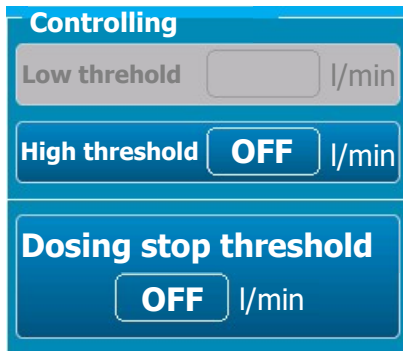 Controlling
Low threhold l/min
High threshold OFF l/min
Dosing stop threshold
OFF l/min